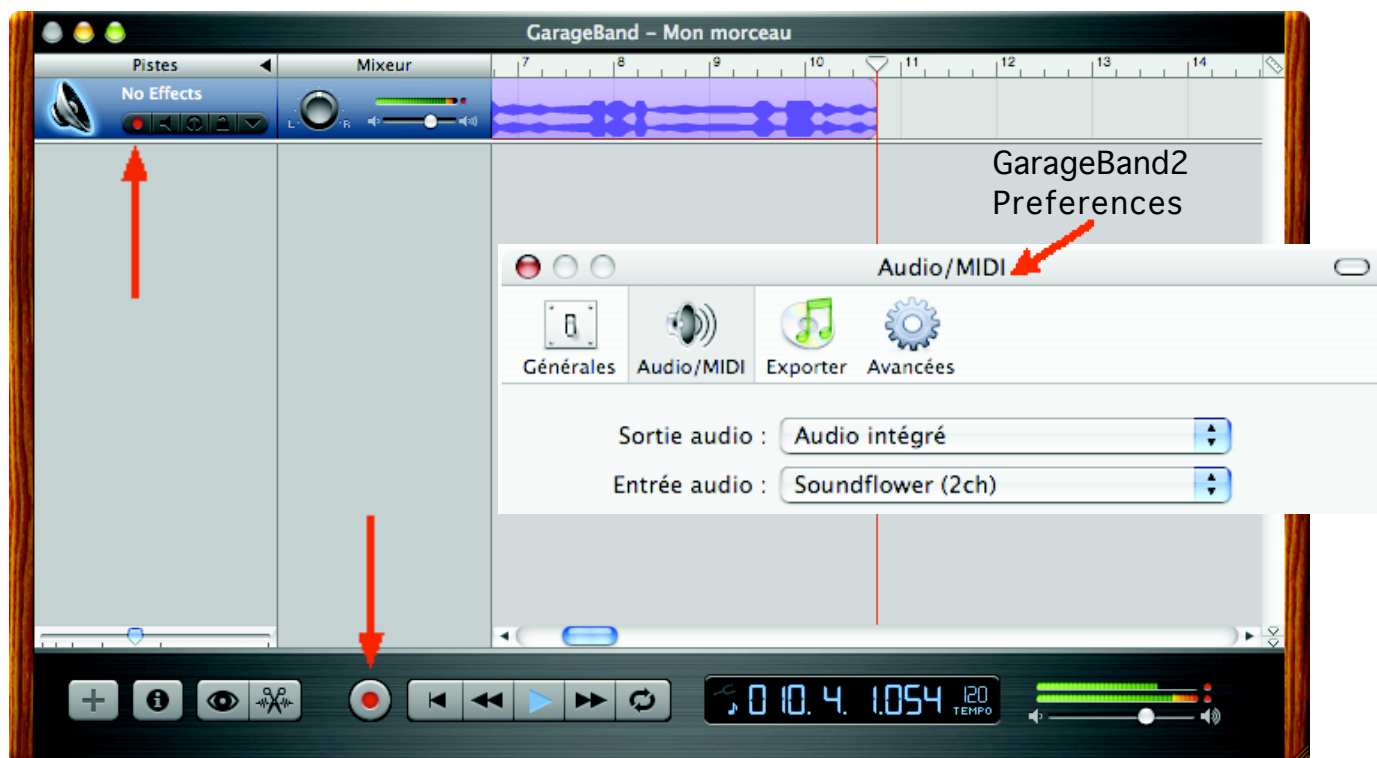 GarageBand – Mon morceau
Pistes
Mixeur
7 8 9 10 11 12 13 14
No Effects
L R
GarageBand2
Preferences
Audio/MIDI
Générales Audio/MIDI Exporter Avancées
Sortie audio : Audio intégré
Entrée audio : Soundflower (2ch)
010. 4. 1.054 120
TEMPO